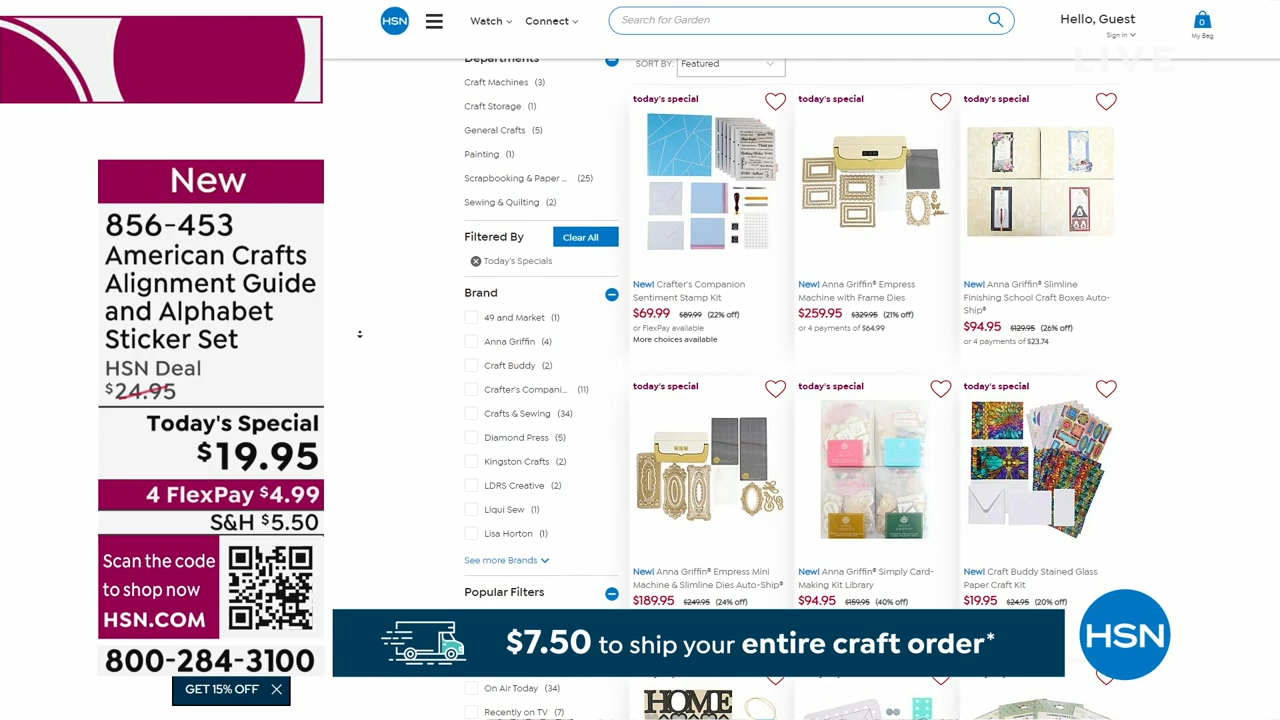 HSN
Watch
Connect
Search for Garden
Hello, Guest
Sign In
0
My Bag
LIVE
Departments
Craft Machines (3)
Craft Storage (1)
General Crafts (5)
Painting (1)
Scrapbooking & Paper ... (25)
Sewing & Quilting (2)
Filtered By
Clear All
Today's Specials
Brand
49 and Market (1)
Anna Griffin (4)
Craft Buddy (2)
Crafter's Compani... (11)
Crafts & Sewing (34)
Diamond Press (5)
Kingston Crafts (2)
LDRS Creative (2)
Liqui Sew (1)
Lisa Horton (1)
See more Brands
Popular Filters
On Air Today (34)
Recently on TV (7)
SORT BY: Featured
today's special
New! Crafter's Companion
Sentiment Stamp Kit
$69.99 $89.99 (22% off)
or FlexPay available
More choices available
today's special
New! Anna Griffin® Empress
Machine with Frame Dies
$259.95 $329.95 (21% off)
or 4 payments of $64.99
today's special
New! Anna Griffin® Slimline
Finishing School Craft Boxes Auto-
Ship®
$94.95 $129.95 (26% off)
or 4 payments of $23.74
today's special
New! Anna Griffin® Empress Mini
Machine & Slimline Dies Auto-Ship®
$189.95 $249.95 (24% off)
today's special
New! Anna Griffin® Simply Card-
Making Kit Library
$94.95 $159.95 (40% off)
today's special
New! Craft Buddy Stained Glass
Paper Craft Kit
$19.95 $24.95 (20% off)
HOME
New
856-453
American Crafts
Alignment Guide
and Alphabet
Sticker Set
HSN Deal
$24.95
Today's Special
$19.95
4 FlexPay $4.99
S&H $5.50
Scan the code
to shop now
HSN.COM
800-284-3100
GET 15% OFF
$7.50 to ship your entire craft order*
HSN